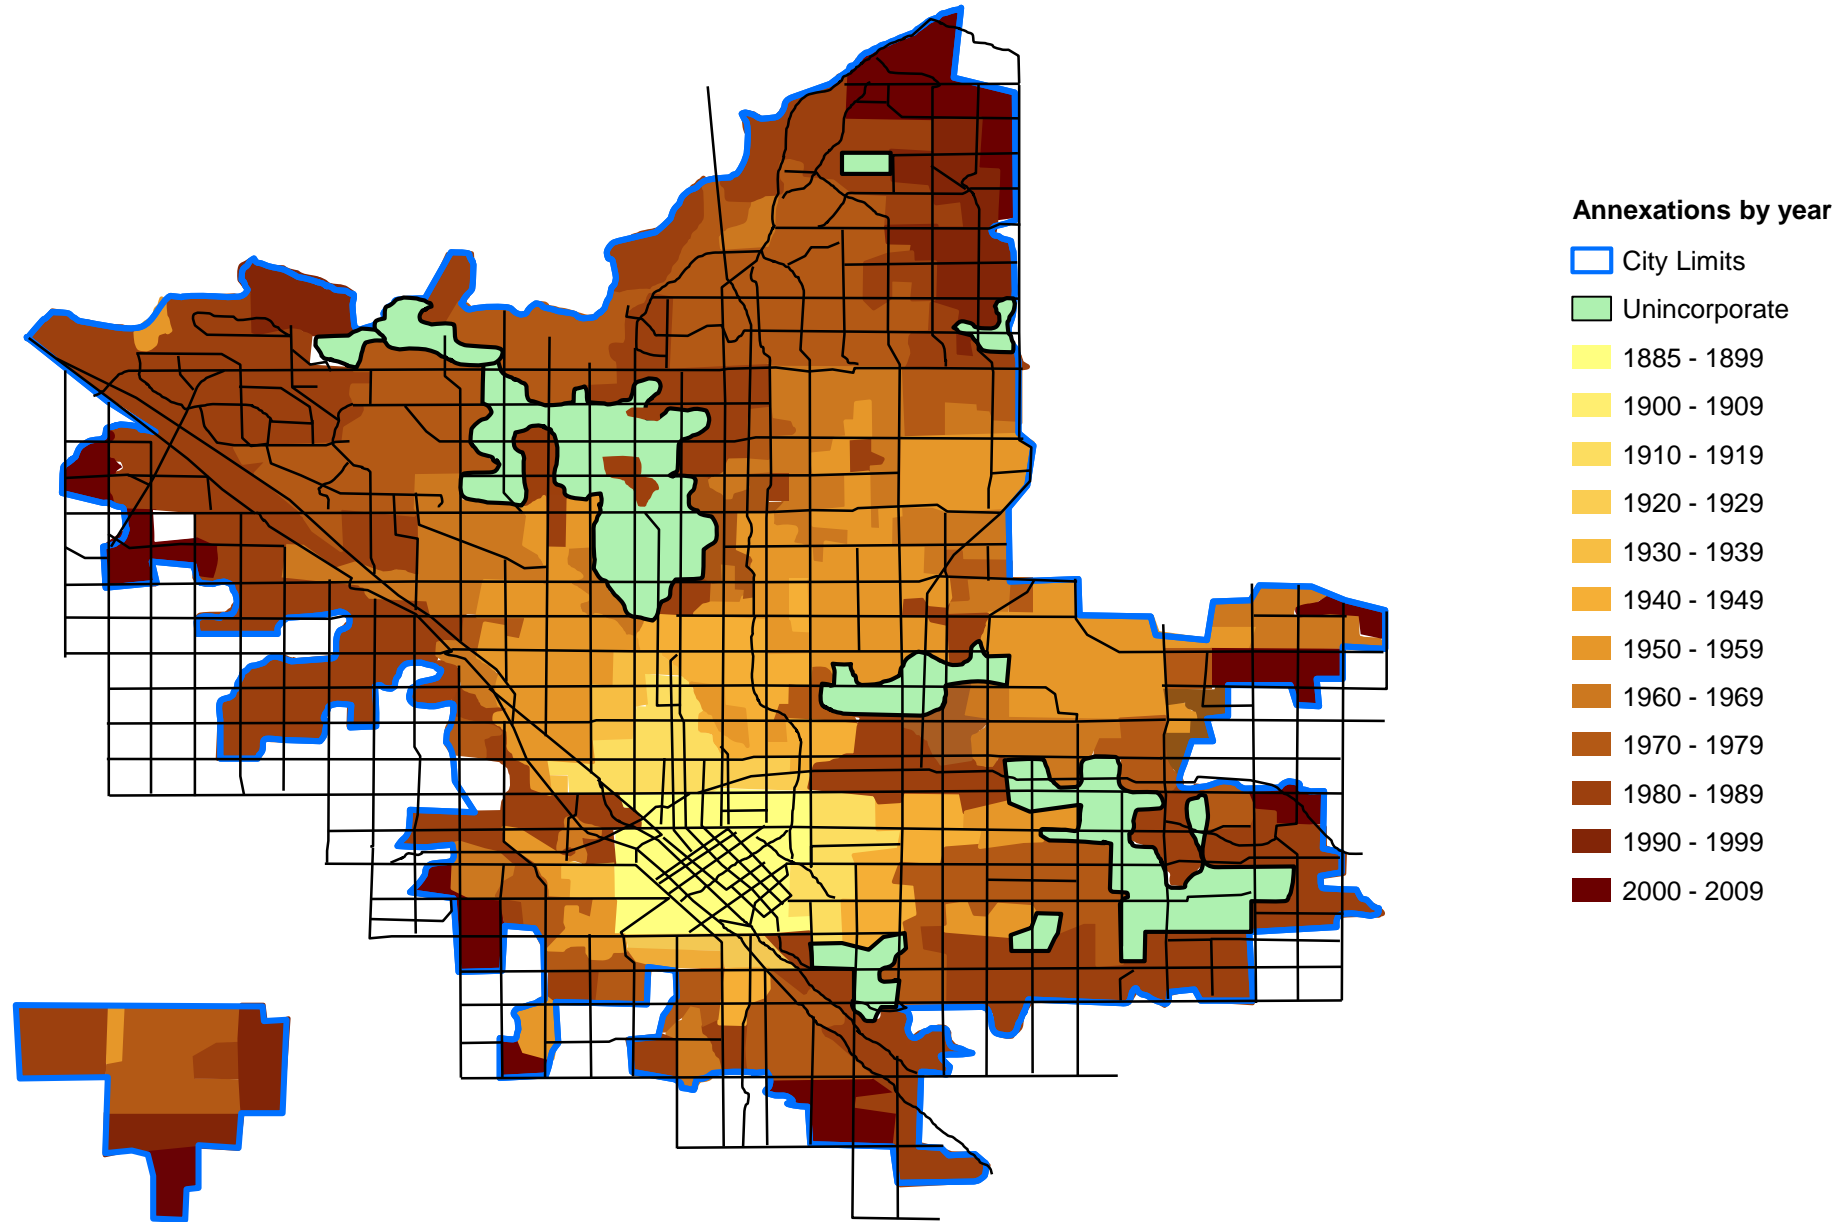 Annexations by year
City Limits
Unincorporate
1885 - 1899
1900 - 1909
1910 - 1919
1920 - 1929
1930 - 1939
1940 - 1949
1950 - 1959
1960 - 1969
1970 - 1979
1980 - 1989
1990 - 1999
2000 - 2009